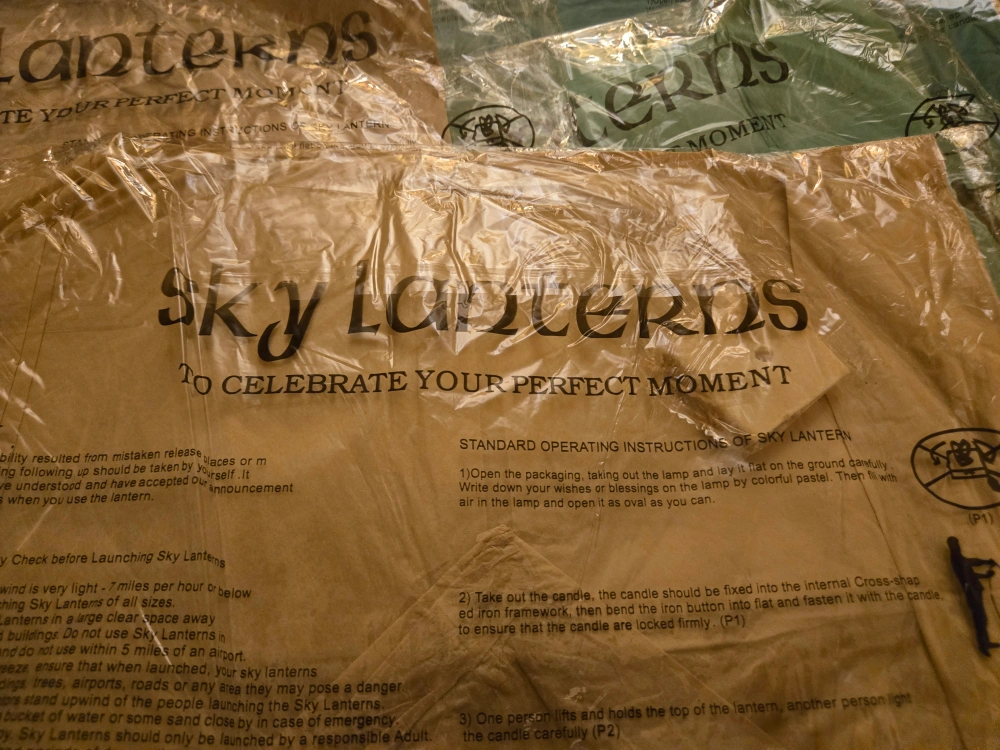 Lanterns
TE YOUR PERFECT MOMENT
OPERATING INSTRUCTIONS OF SKY LANTERN
terns
MOMENT
Sky Lanterns
TO CELEBRATE YOUR PERFECT MOMENT
bility resulted from mistaken release places or m
ng following up should be taken by yourself .It
ve understood and have accepted our announcement
when you use the lantern.
y Check before Launching Sky Lanterns
wind is very light - 7 miles per hour or below
hing Sky Lanterns of all sizes.
Lanterns in a large clear space away
d buildings. Do not use Sky Lanterns in
and do not use within 5 miles of an airport.
reeze, ensure that when launched, your sky lanterns
dings, trees, airports, roads or any area they may pose a danger.
tors stand upwind of the people launching the Sky Lanterns.
bucket of water or some sand close by in case of emergency.
y. Sky Lanterns should only be launched by a responsible Adult.
STANDARD OPERATING INSTRUCTIONS OF SKY LANTERN
1)Open the packaging, taking out the lamp and lay it flat on the ground carefully.
Write down your wishes or blessings on the lamp by colorful pastel. Then fill with
air in the lamp and open it as oval as you can.
(P1)
2) Take out the candle, the candle should be fixed into the internal Cross-shap
ed iron framework, then bend the iron button into flat and fasten it with the candle.
to ensure that the candle are locked firmly. (P1)
3) One person lifts and holds the top of the lantern, another person light
the candle carefully (P2)